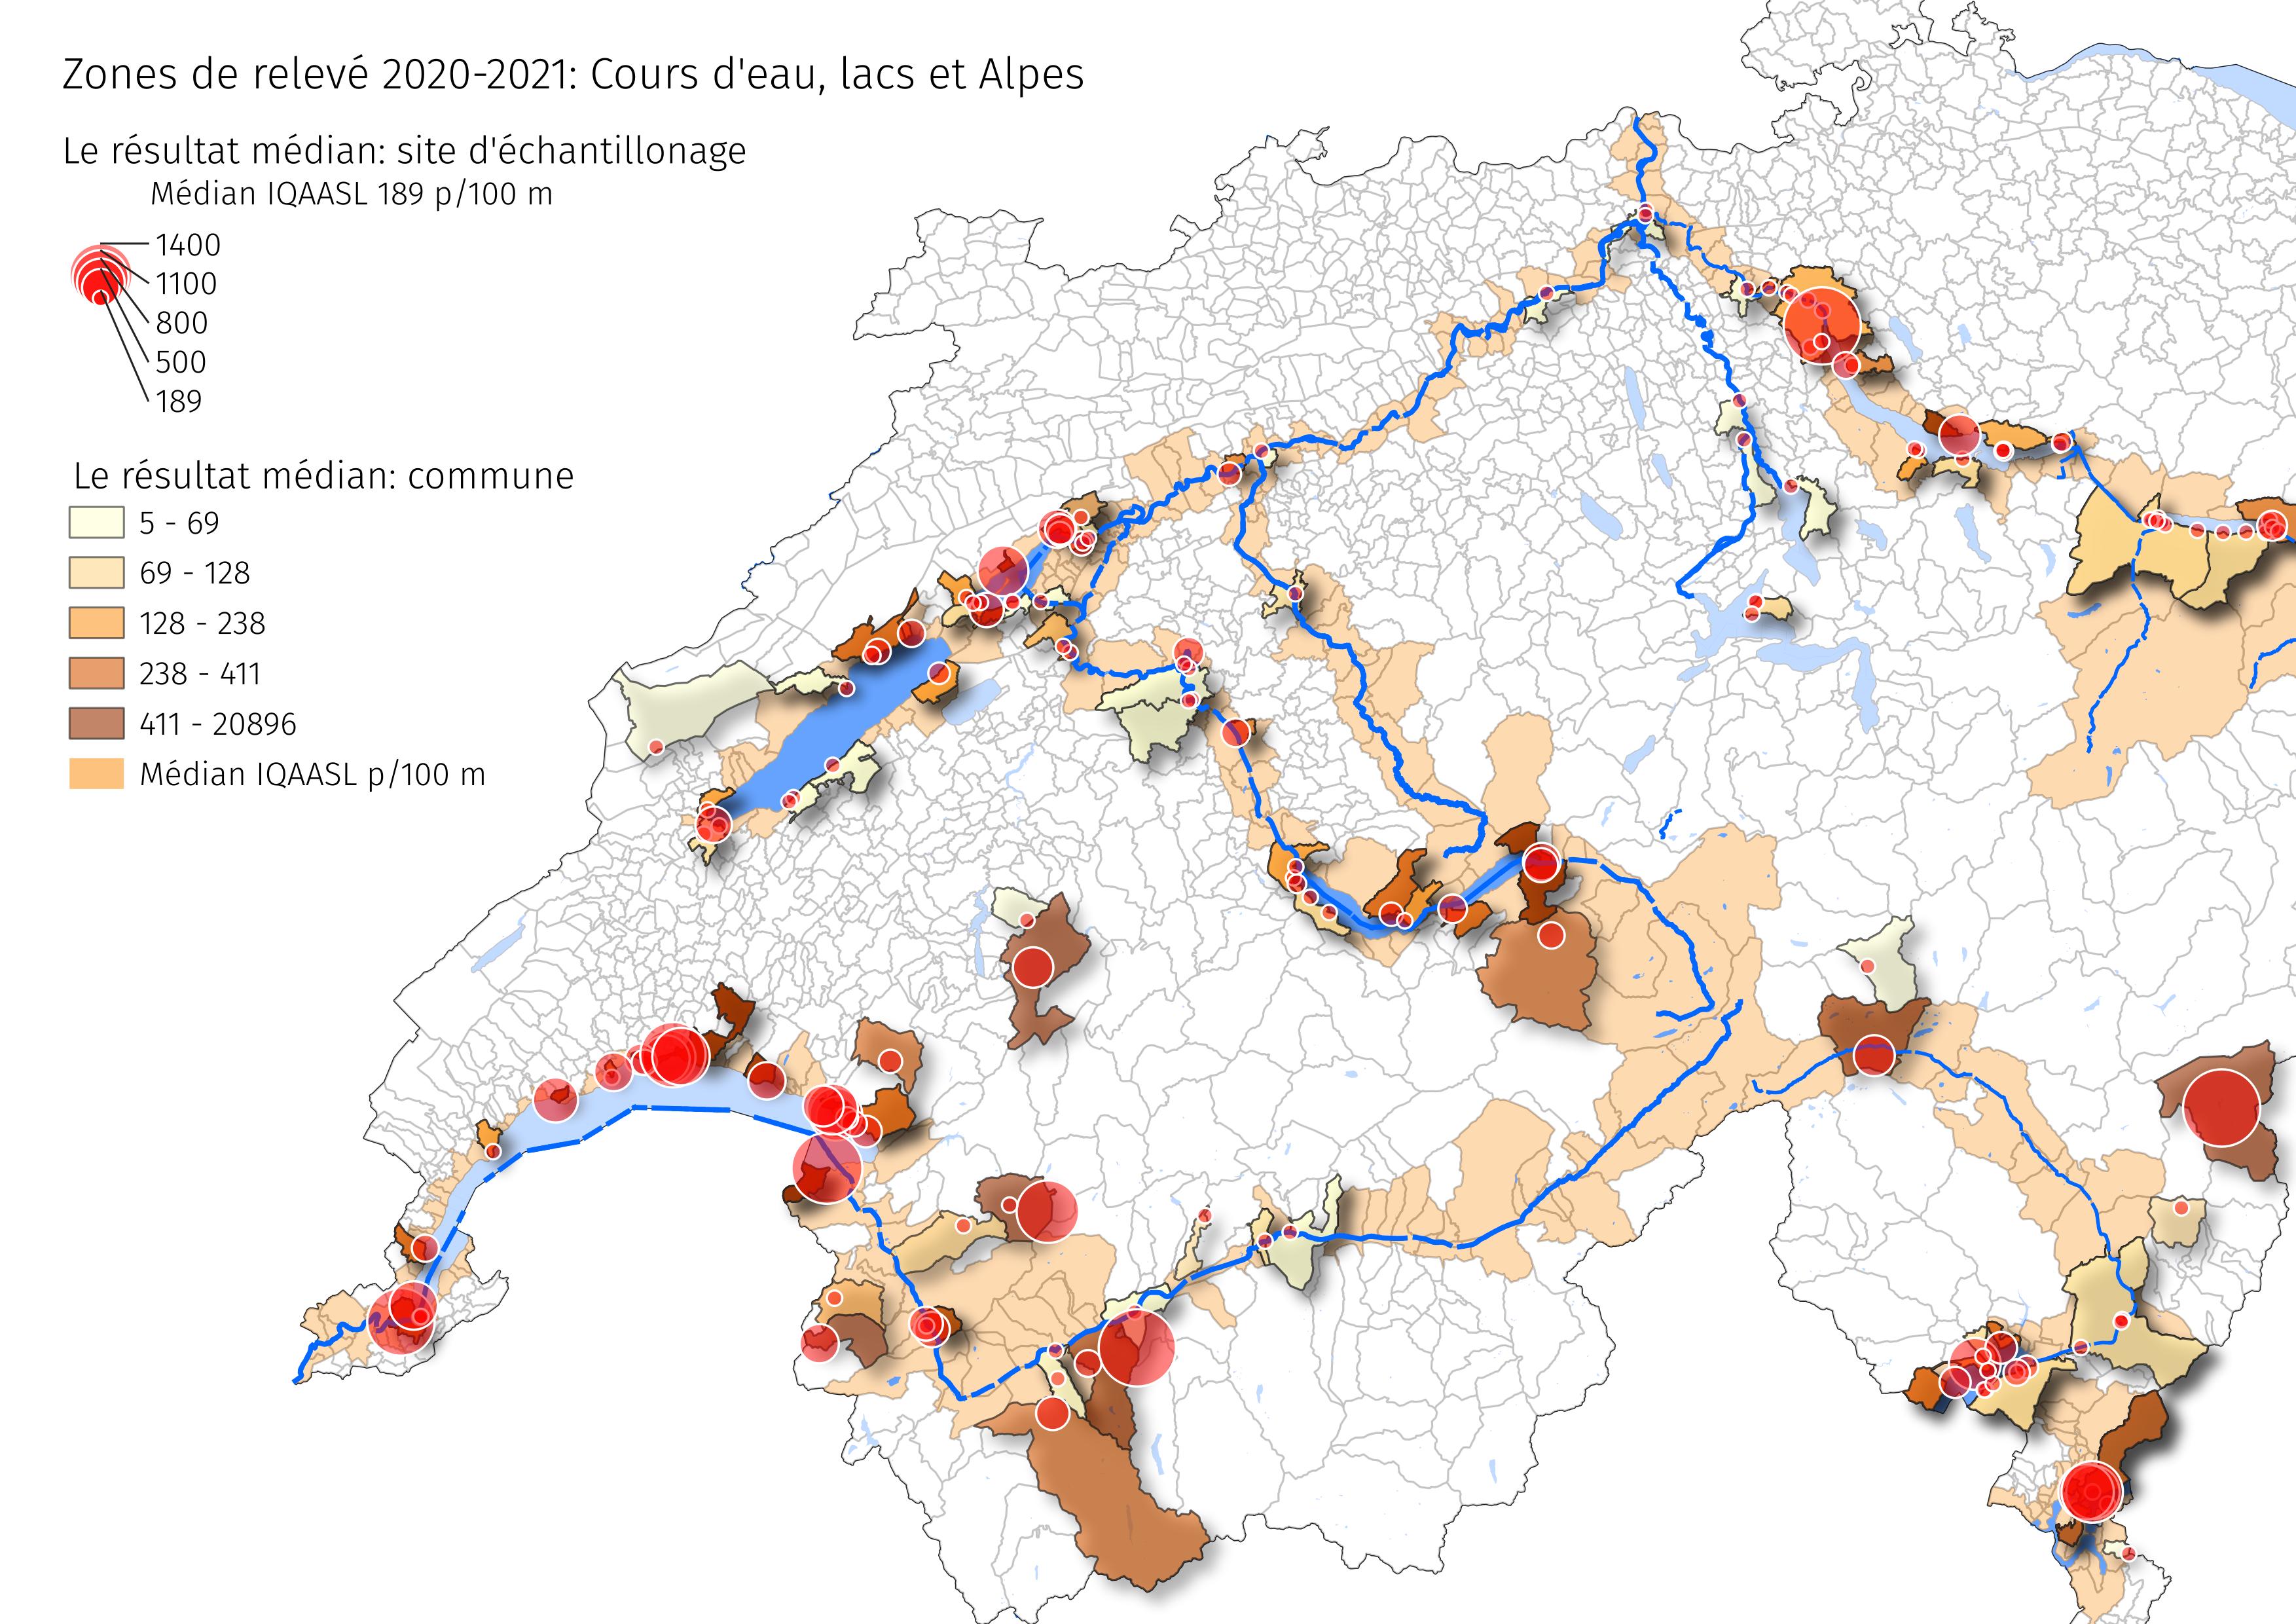 Zones de relevé 2020-2021: Cours d'eau, lacs et Alpes
Le résultat médian: site d'échantillonage
Médian IQAASL 189 p/100 m
1400
1100
800
500
189
Le résultat médian: commune
5 - 69
69 - 128
128 - 238
238 - 411
411 - 20896
Médian IQAASL p/100 m